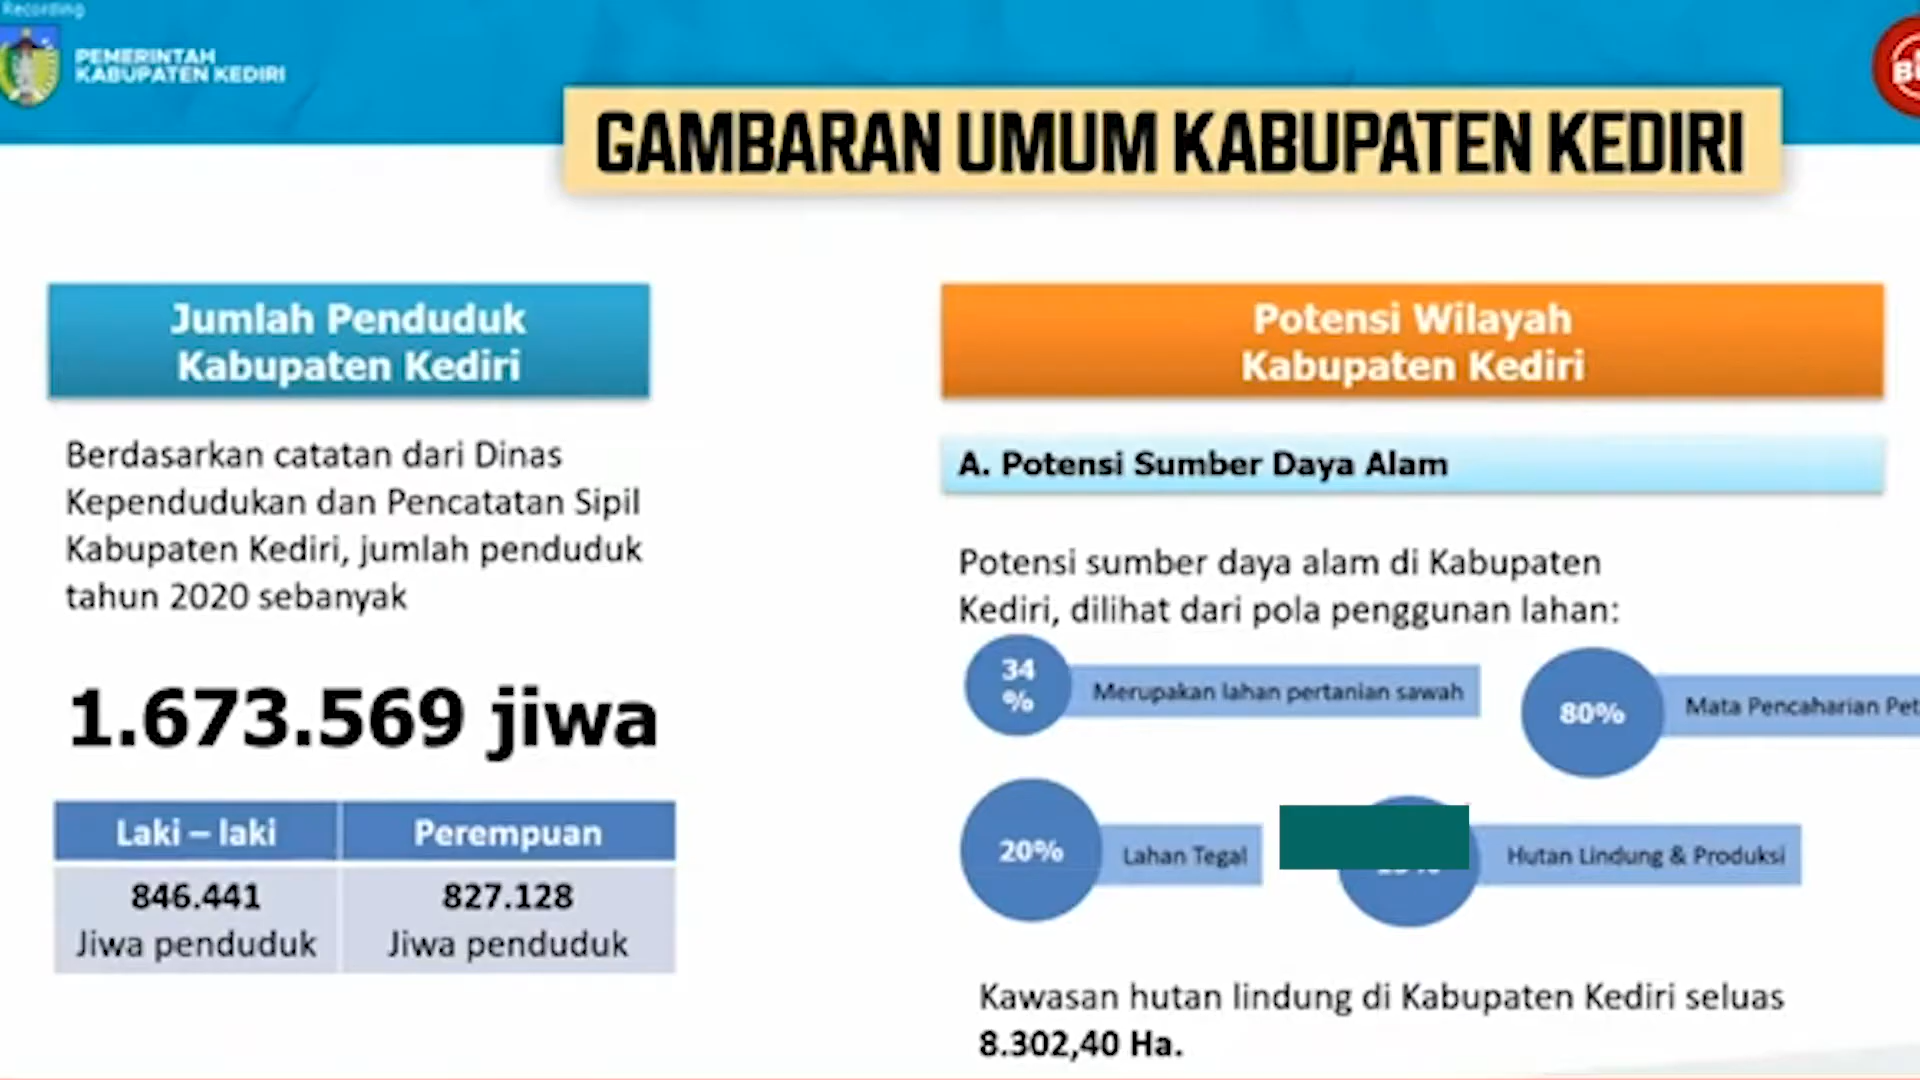 Recording
PEMERINTAH
KABUPATEN KEDIRI
GAMBARAN UMUM KABUPATEN KEDIRI
Jumlah Penduduk
Kabupaten Kediri
Berdasarkan catatan dari Dinas
Kependudukan dan Pencatatan Sipil
Kabupaten Kediri, jumlah penduduk
tahun 2020 sebanyak
1.673.569 jiwa
Laki – laki
Perempuan
846.441
Jiwa penduduk
827.128
Jiwa penduduk
Potensi Wilayah
Kabupaten Kediri
A. Potensi Sumber Daya Alam
Potensi sumber daya alam di Kabupaten
Kediri, dilihat dari pola penggunan lahan:
34
%
Merupakan lahan pertanian sawah
80%
Mata Pencaharian
20%
Lahan Tegal
Hutan Lindung & Produksi
Kawasan hutan lindung di Kabupaten Kediri seluas
8.302,40 Ha.